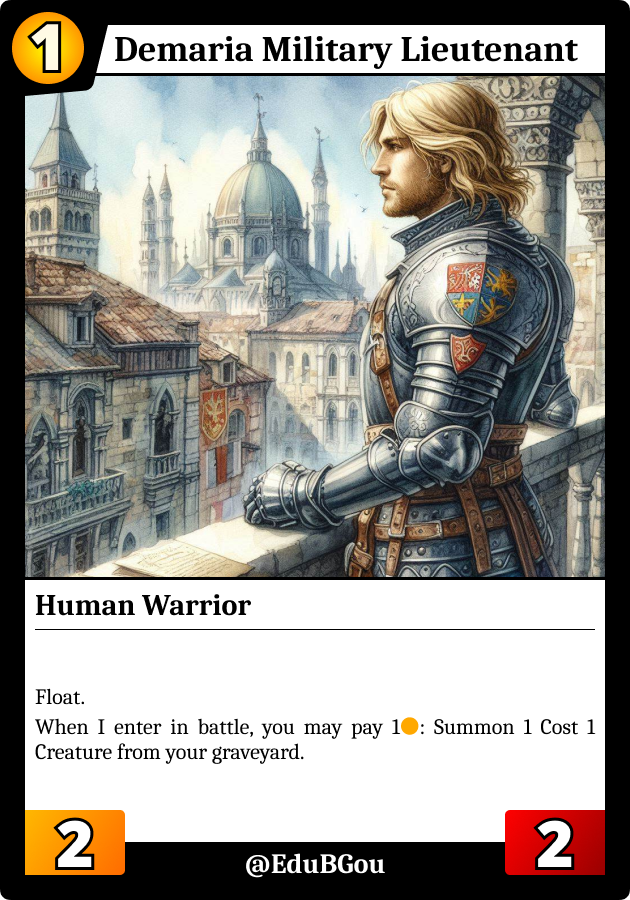 1
Demaria Military Lieutenant
Human Warrior
Float.
When I enter in battle, you may pay 1: Summon 1 Cost 1
Creature from your graveyard.
2
@EduBGou
2